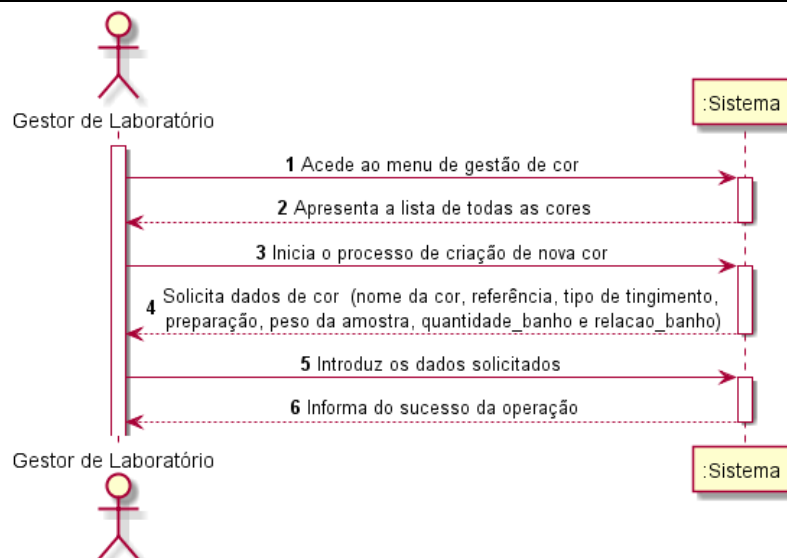 Gestor de Laboratório
:Sistema
1 Acede ao menu de gestão de cor
2 Apresenta a lista de todas as cores
3 Inicia o processo de criação de nova cor
4 Solicita dados de cor (nome da cor, referência, tipo de tingimento,
preparação, peso da amostra, quantidade_banho e relacao_banho)
5 Introduz os dados solicitados
6 Informa do sucesso da operação
Gestor de Laboratório
:Sistema